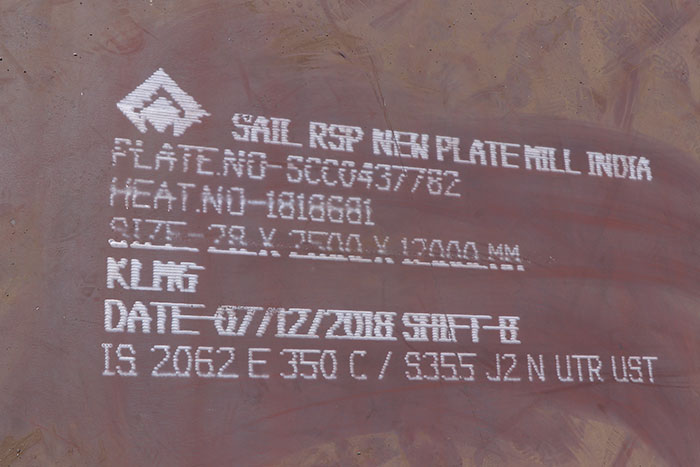 SAIL RSP NEW PLATE MILL INDIA
PLATE.NO-SCC0437782
HEAT.NO-1818681
SIZE-28 X 2500 X 12000 MM
KLMG
DATE-07/12/2018 SHIFT-B
IS 2062 E 350 C / S355 J2 N UTR UST